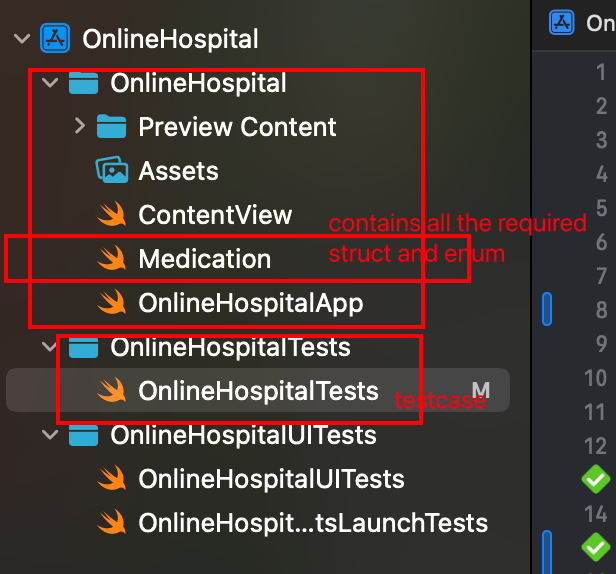 OnlineHospital
On
OnlineHospital
1
Preview Content
2
3
Assets
4
ContentView
5
contains all the required
struct and enum
6
Medication
7
OnlineHospitalApp
8
OnlineHospitalTests
9
OnlineHospitalTests
M
10
testcase
11
OnlineHospitalUITests
12
OnlineHospitalUITests
OnlineHospit...tsLaunchTests
14